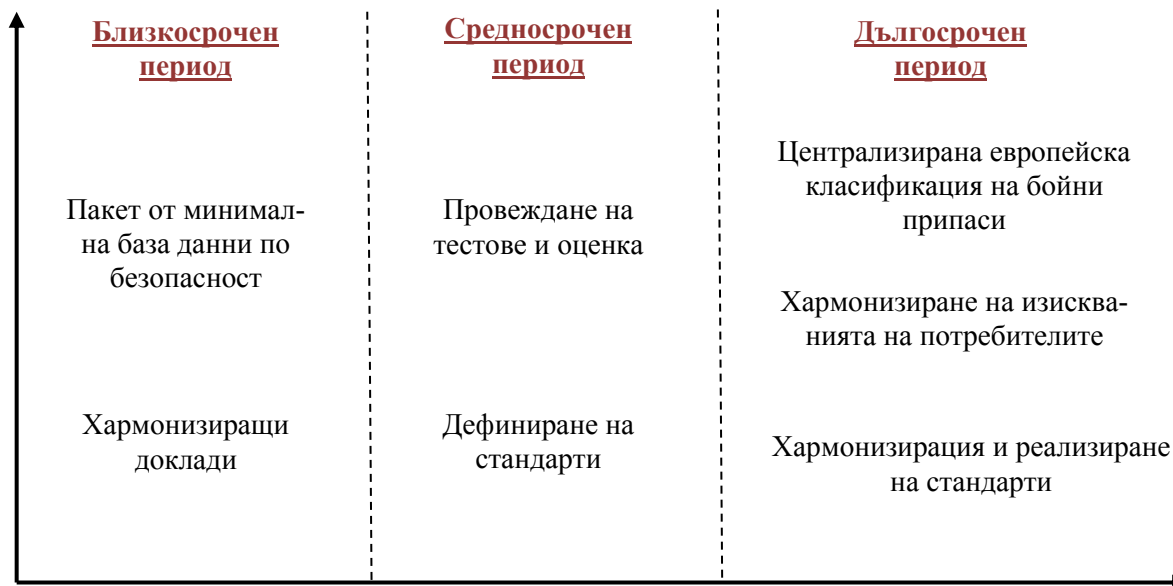 Близкосрочен
период
Пакет от минимал-
на база данни по
безопасност
Хармонизиращи
доклади
Средносрочен
период
Провеждане на
тестове и оценка
Дефиниране на
стандарти
Дългосрочен
период
Централизирана европейска
класификация на бойни
припаси
Хармонизиране на изисква-
нията на потребителите
Хармонизирация и реализиране
на стандарти